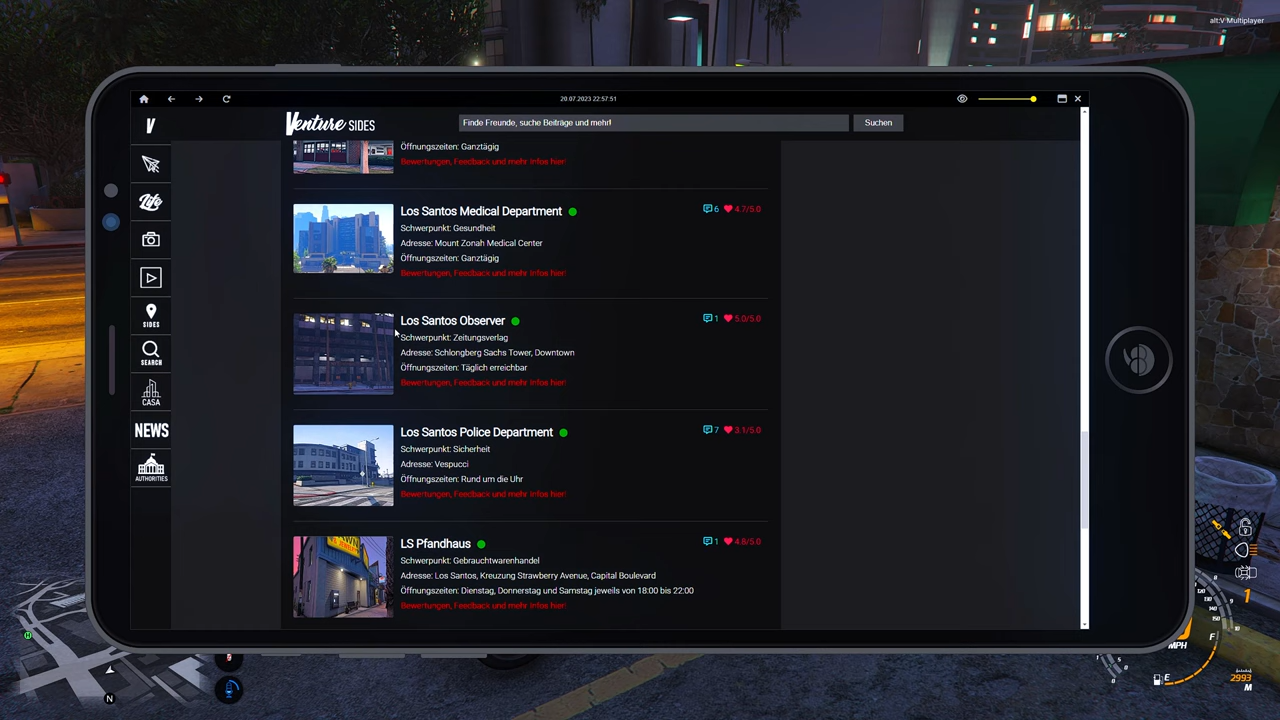 alt:V Multiplayer
20.07.2023 22:57:51
V
Venture SIDES
Finde Freunde, suche Beiträge und mehr!
Suchen
Life
SIDES
SEARCH
CASA
NEWS
AUTHORITIES
Öffnungszeiten: Ganztägig
Bewertungen, Feedback und mehr Infos hier!
Los Santos Medical Department
6
4.7/5.0
Schwerpunkt: Gesundheit
Adresse: Mount Zonah Medical Center
Öffnungszeiten: Ganztägig
Bewertungen, Feedback und mehr Infos hier!
Los Santos Observer
1
5.0/5.0
Schwerpunkt: Zeitungsverlag
Adresse: Schlongberg Sachs Tower, Downtown
Öffnungszeiten: Täglich erreichbar
Bewertungen, Feedback und mehr Infos hier!
Los Santos Police Department
7
3.1/5.0
Schwerpunkt: Sicherheit
Adresse: Vespucci
Öffnungszeiten: Rund um die Uhr
Bewertungen, Feedback und mehr Infos hier!
LS Pfandhaus
1
4.8/5.0
Schwerpunkt: Gebrauchtwarenhandel
Adresse: Los Santos, Kreuzung Strawberry Avenue, Capital Boulevard
Öffnungszeiten: Dienstag, Donnerstag und Samstag jeweils von 18:00 bis 22:00
Bewertungen, Feedback und mehr Infos hier!
H
N
1
140
150
MPH
F
E
2993
M